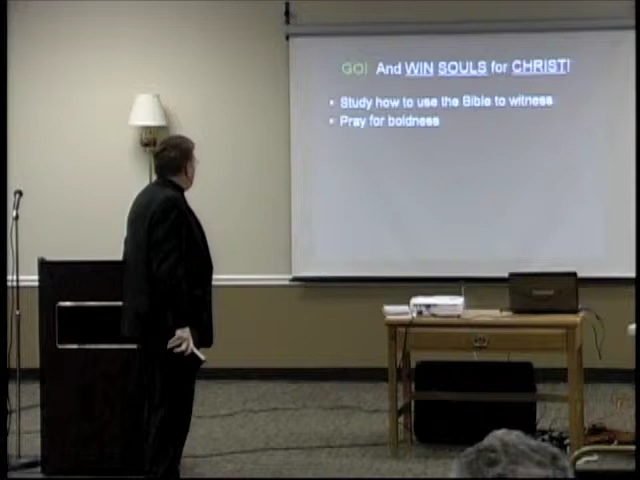 GO! And WIN SOULS for CHRIST!
• Study how to use the Bible to witness
• Pray for boldness